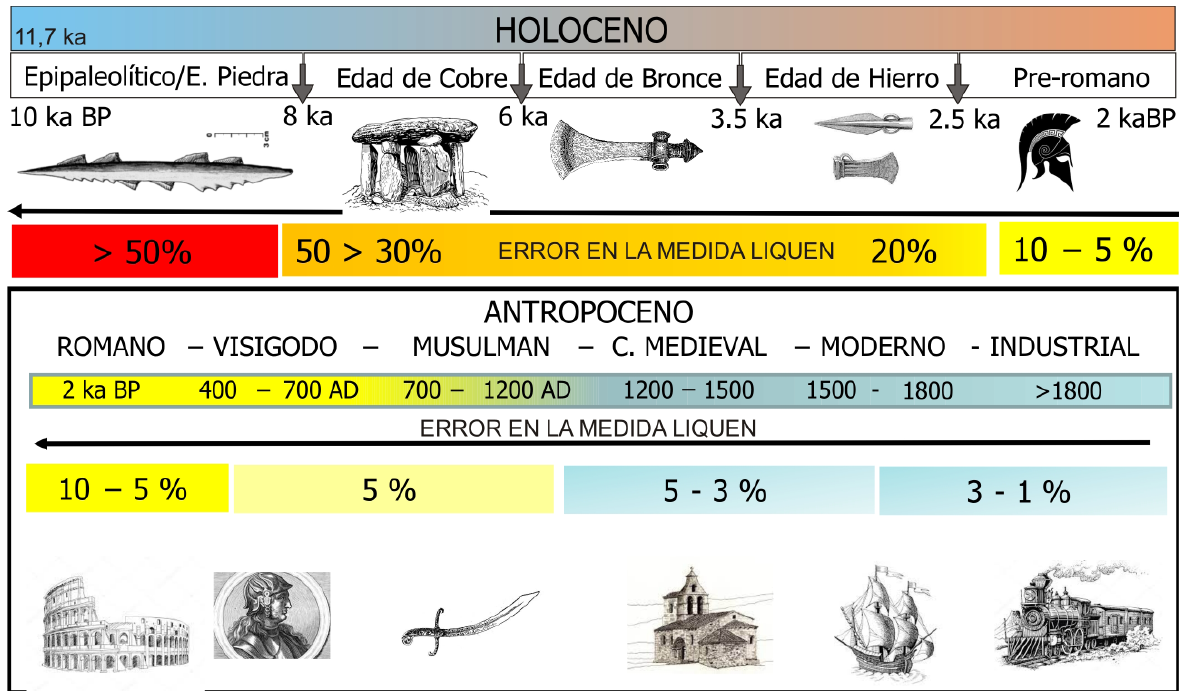 HOLOCENO
11,7 ka
Epipaleolítico/E. Piedra Edad de Cobre Edad de Bronce Edad de Hierro Pre-romano
10 ka BP 8 ka 6 ka 3.5 ka 2.5 ka 2 kaBP
0 3 cm
> 50% 50 > 30% ERROR EN LA MEDIDA LIQUEN 20% 10 – 5 %
ANTROPOCENO
ROMANO – VISIGODO – MUSULMAN – C. MEDIEVAL – MODERNO - INDUSTRIAL
2 ka BP 400 – 700 AD 700 – 1200 AD 1200 – 1500 1500 - 1800 >1800
ERROR EN LA MEDIDA LIQUEN
10 – 5 % 5 % 5 - 3 % 3 - 1 %